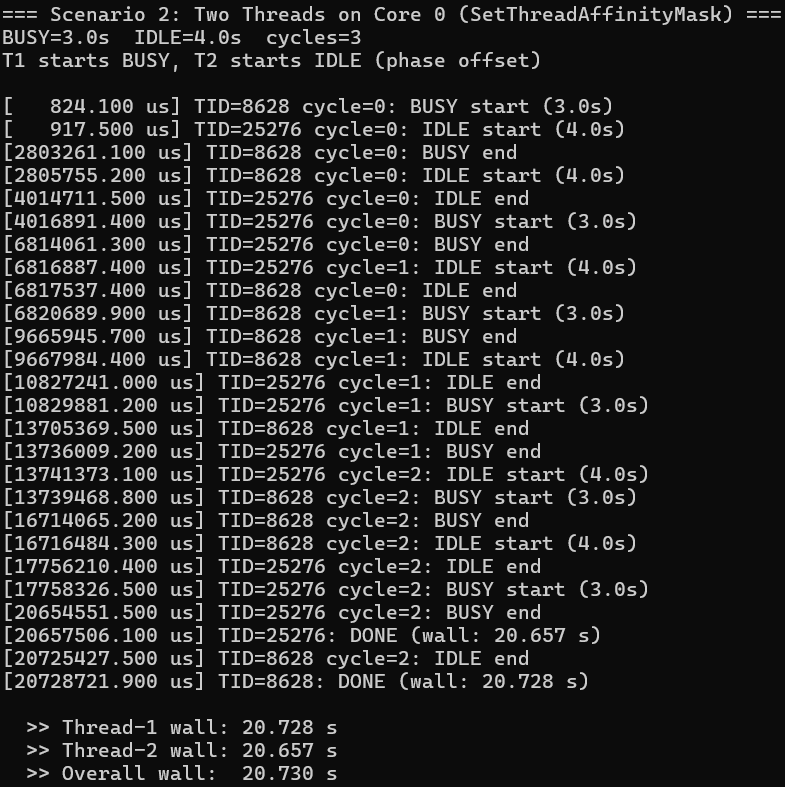 === Scenario 2: Two Threads on Core 0 (SetThreadAffinityMask) ===
BUSY=3.0s  IDLE=4.0s  cycles=3
T1 starts BUSY, T2 starts IDLE (phase offset)
[   824.100 us] TID=8628 cycle=0: BUSY start (3.0s)
[   917.500 us] TID=25276 cycle=0: IDLE start (4.0s)
[2803261.100 us] TID=8628 cycle=0: BUSY end
[2805755.200 us] TID=8628 cycle=0: IDLE start (4.0s)
[4014711.500 us] TID=25276 cycle=0: IDLE end
[4016891.400 us] TID=25276 cycle=0: BUSY start (3.0s)
[6814061.300 us] TID=25276 cycle=0: BUSY end
[6816887.400 us] TID=25276 cycle=1: IDLE start (4.0s)
[6817537.400 us] TID=8628 cycle=0: IDLE end
[6820689.900 us] TID=8628 cycle=1: BUSY start (3.0s)
[9665945.700 us] TID=8628 cycle=1: BUSY end
[9667984.400 us] TID=8628 cycle=1: IDLE start (4.0s)
[10827241.000 us] TID=25276 cycle=1: IDLE end
[10829881.200 us] TID=25276 cycle=1: BUSY start (3.0s)
[13705369.500 us] TID=8628 cycle=1: IDLE end
[13736009.200 us] TID=25276 cycle=1: BUSY end
[13741373.100 us] TID=25276 cycle=2: IDLE start (4.0s)
[13739468.800 us] TID=8628 cycle=2: BUSY start (3.0s)
[16714065.200 us] TID=8628 cycle=2: BUSY end
[16716484.300 us] TID=8628 cycle=2: IDLE start (4.0s)
[17756210.400 us] TID=25276 cycle=2: IDLE end
[17758326.500 us] TID=25276 cycle=2: BUSY start (3.0s)
[20654551.500 us] TID=25276 cycle=2: BUSY end
[20657506.100 us] TID=25276: DONE (wall: 20.657 s)
[20725427.500 us] TID=8628 cycle=2: IDLE end
[20728721.900 us] TID=8628: DONE (wall: 20.728 s)
>> Thread-1 wall: 20.728 s
>> Thread-2 wall: 20.657 s
>> Overall wall:  20.730 s